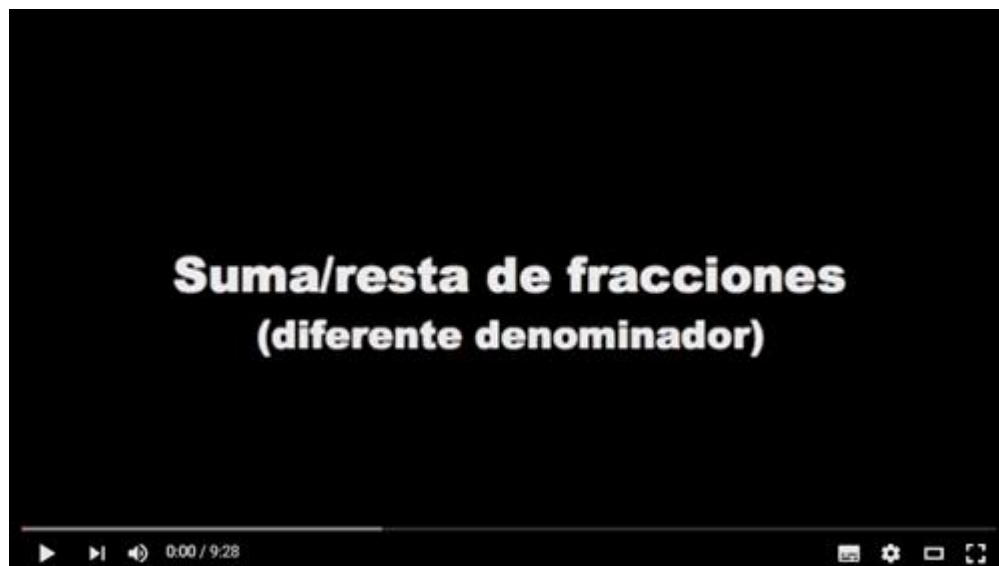 Suma/resta de fracciones
(diferente denominador)
0:00 / 9:28